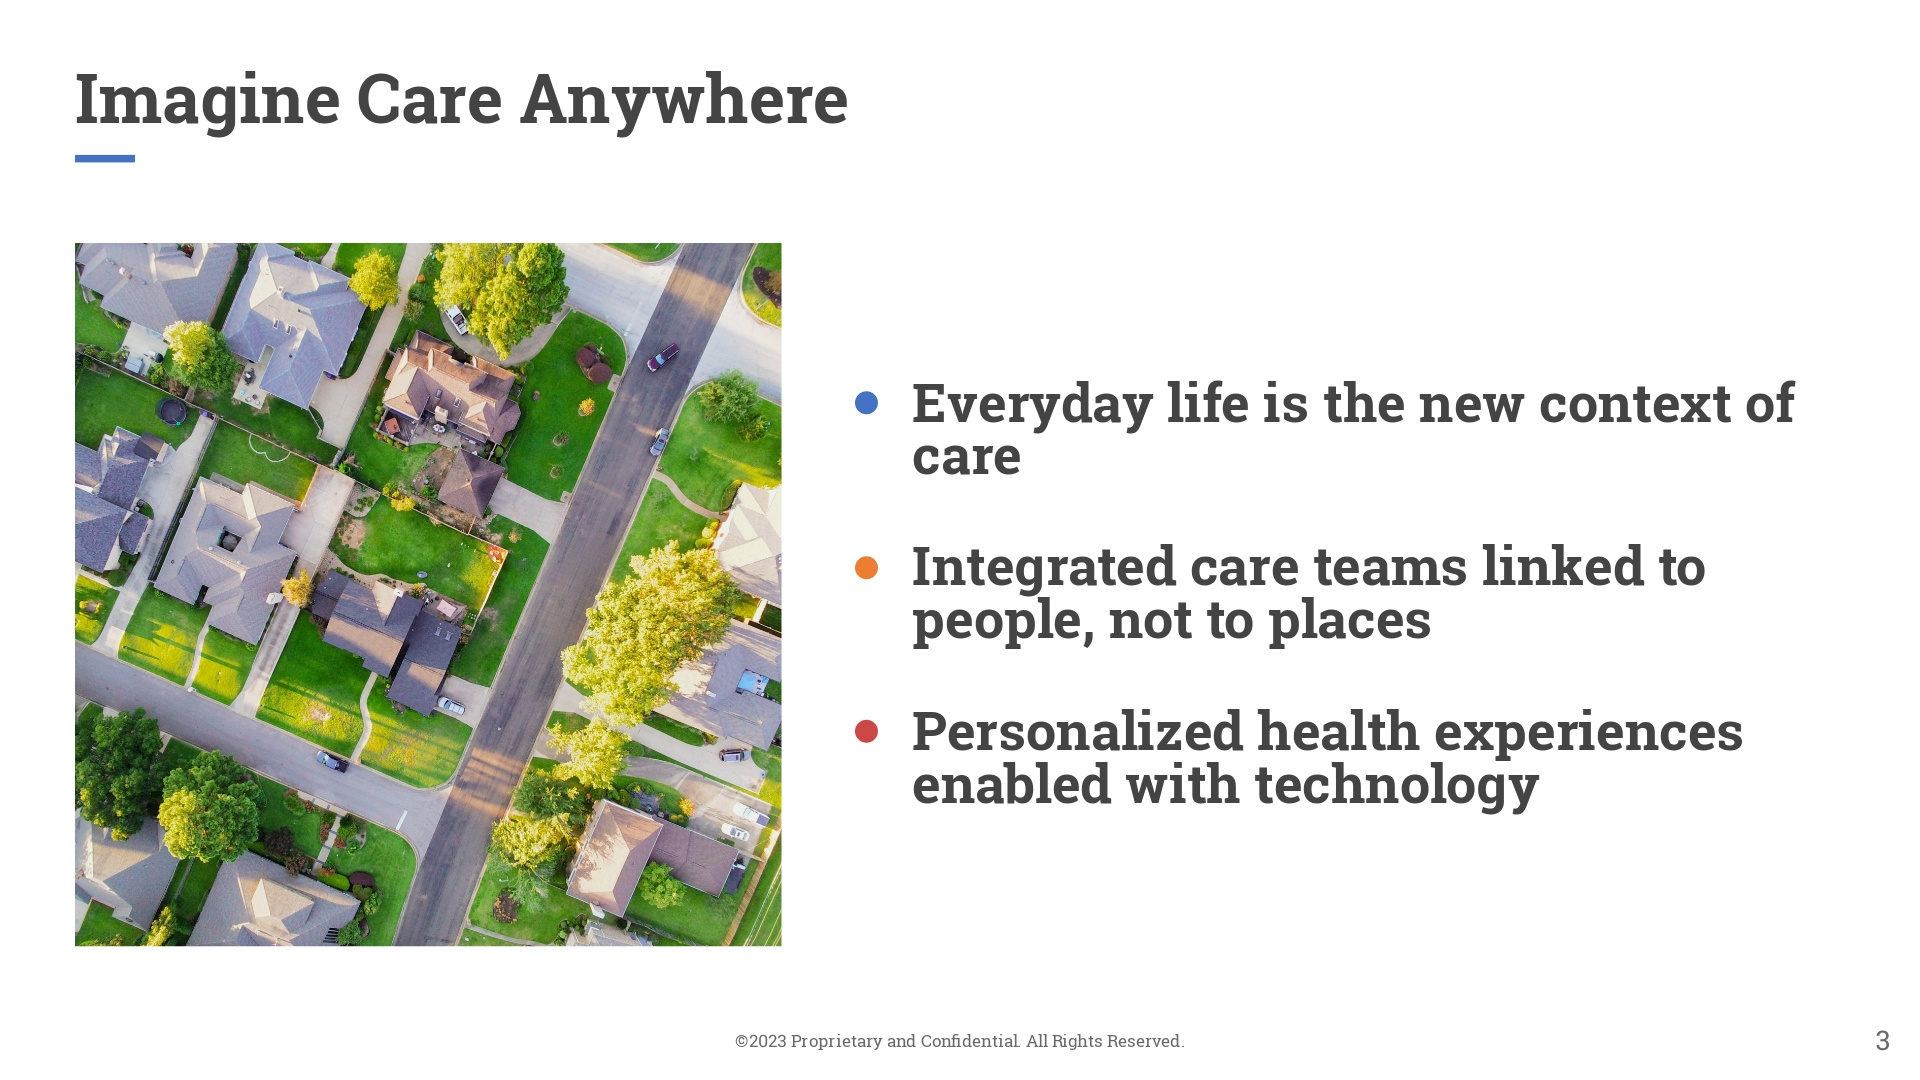 Imagine Care Anywhere
Everyday life is the new context of
care
Integrated care teams linked to
people, not to places
Personalized health experiences
enabled with technology
©2023 Proprietary and Confidential. All Rights Reserved.
3